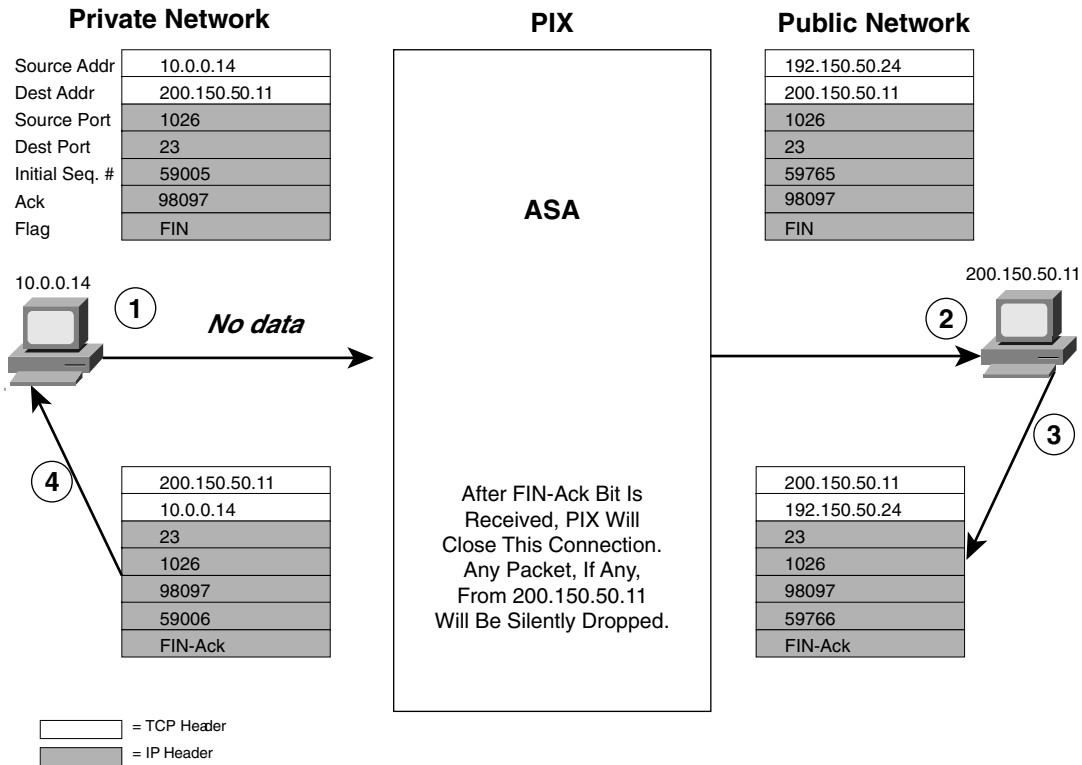 Private Network
PIX
Public Network
Source Addr 10.0.0.14
Dest Addr 200.150.50.11
Source Port 1026
Dest Port 23
Initial Seq. # 59005
Ack 98097
Flag FIN
192.150.50.24
200.150.50.11
1026
23
59765
98097
FIN
ASA
10.0.0.14
1
No data
2
200.150.50.11
3
4
200.150.50.11
10.0.0.14
23
1026
98097
59006
FIN-Ack
After FIN-Ack Bit Is
Received, PIX Will
Close This Connection.
Any Packet, If Any,
From 200.150.50.11
Will Be Silently Dropped.
200.150.50.11
192.150.50.24
23
1026
98097
59766
FIN-Ack
= TCP Header
= IP Header